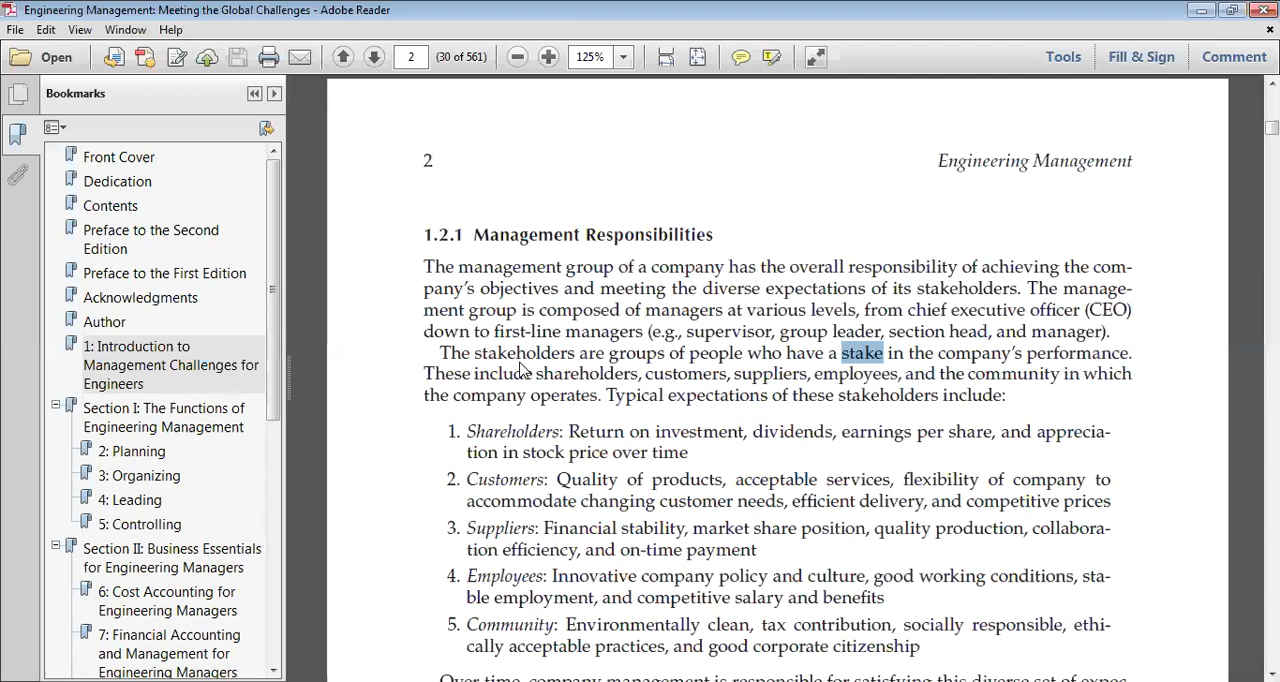 Engineering Management: Meeting the Global Challenges - Adobe Reader
File Edit View Window Help
Open 2 (30 of 561) 125% Tools Fill & Sign Comment
Bookmarks
Front Cover
Dedication
Contents
Preface to the Second
Edition
Preface to the First Edition
Acknowledgments
Author
1: Introduction to
Management Challenges for
Engineers
Section I: The Functions of
Engineering Management
2: Planning
3: Organizing
4: Leading
5: Controlling
Section II: Business Essentials
for Engineering Managers
6: Cost Accounting for
Engineering Managers
7: Financial Accounting
and Management for
Engineering Managers
2 Engineering Management
1.2.1 Management Responsibilities
The management group of a company has the overall responsibility of achieving the com-
pany's objectives and meeting the diverse expectations of its stakeholders. The manage-
ment group is composed of managers at various levels, from chief executive officer (CEO)
down to first-line managers (e.g., supervisor, group leader, section head, and manager).
The stakeholders are groups of people who have a stake in the company's performance.
These include shareholders, customers, suppliers, employees, and the community in which
the company operates. Typical expectations of these stakeholders include:
1. Shareholders: Return on investment, dividends, earnings per share, and apprecia-
tion in stock price over time
2. Customers: Quality of products, acceptable services, flexibility of company to
accommodate changing customer needs, efficient delivery, and competitive prices
3. Suppliers: Financial stability, market share position, quality production, collabora-
tion efficiency, and on-time payment
4. Employees: Innovative company policy and culture, good working conditions, sta-
ble employment, and competitive salary and benefits
5. Community: Environmentally clean, tax contribution, socially responsible, ethi-
cally acceptable practices, and good corporate citizenship
Over time, company management is responsible for satisfying this diverse set of expec-